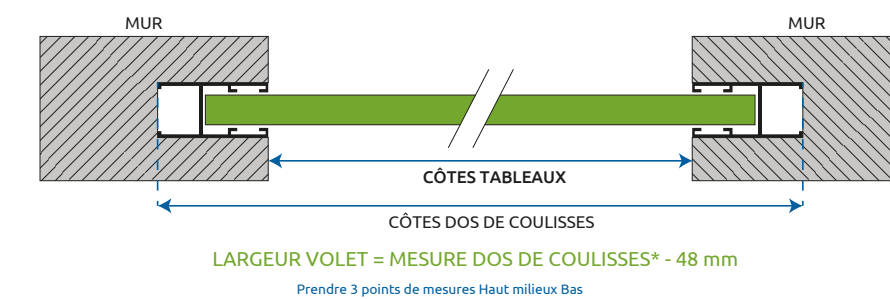 MUR
MUR
CÔTES TABLEAUX
CÔTES DOS DE COULISSES
LARGEUR VOLET = MESURE DOS DE COULISSES* - 48 mm
Prendre 3 points de mesures Haut milieux Bas